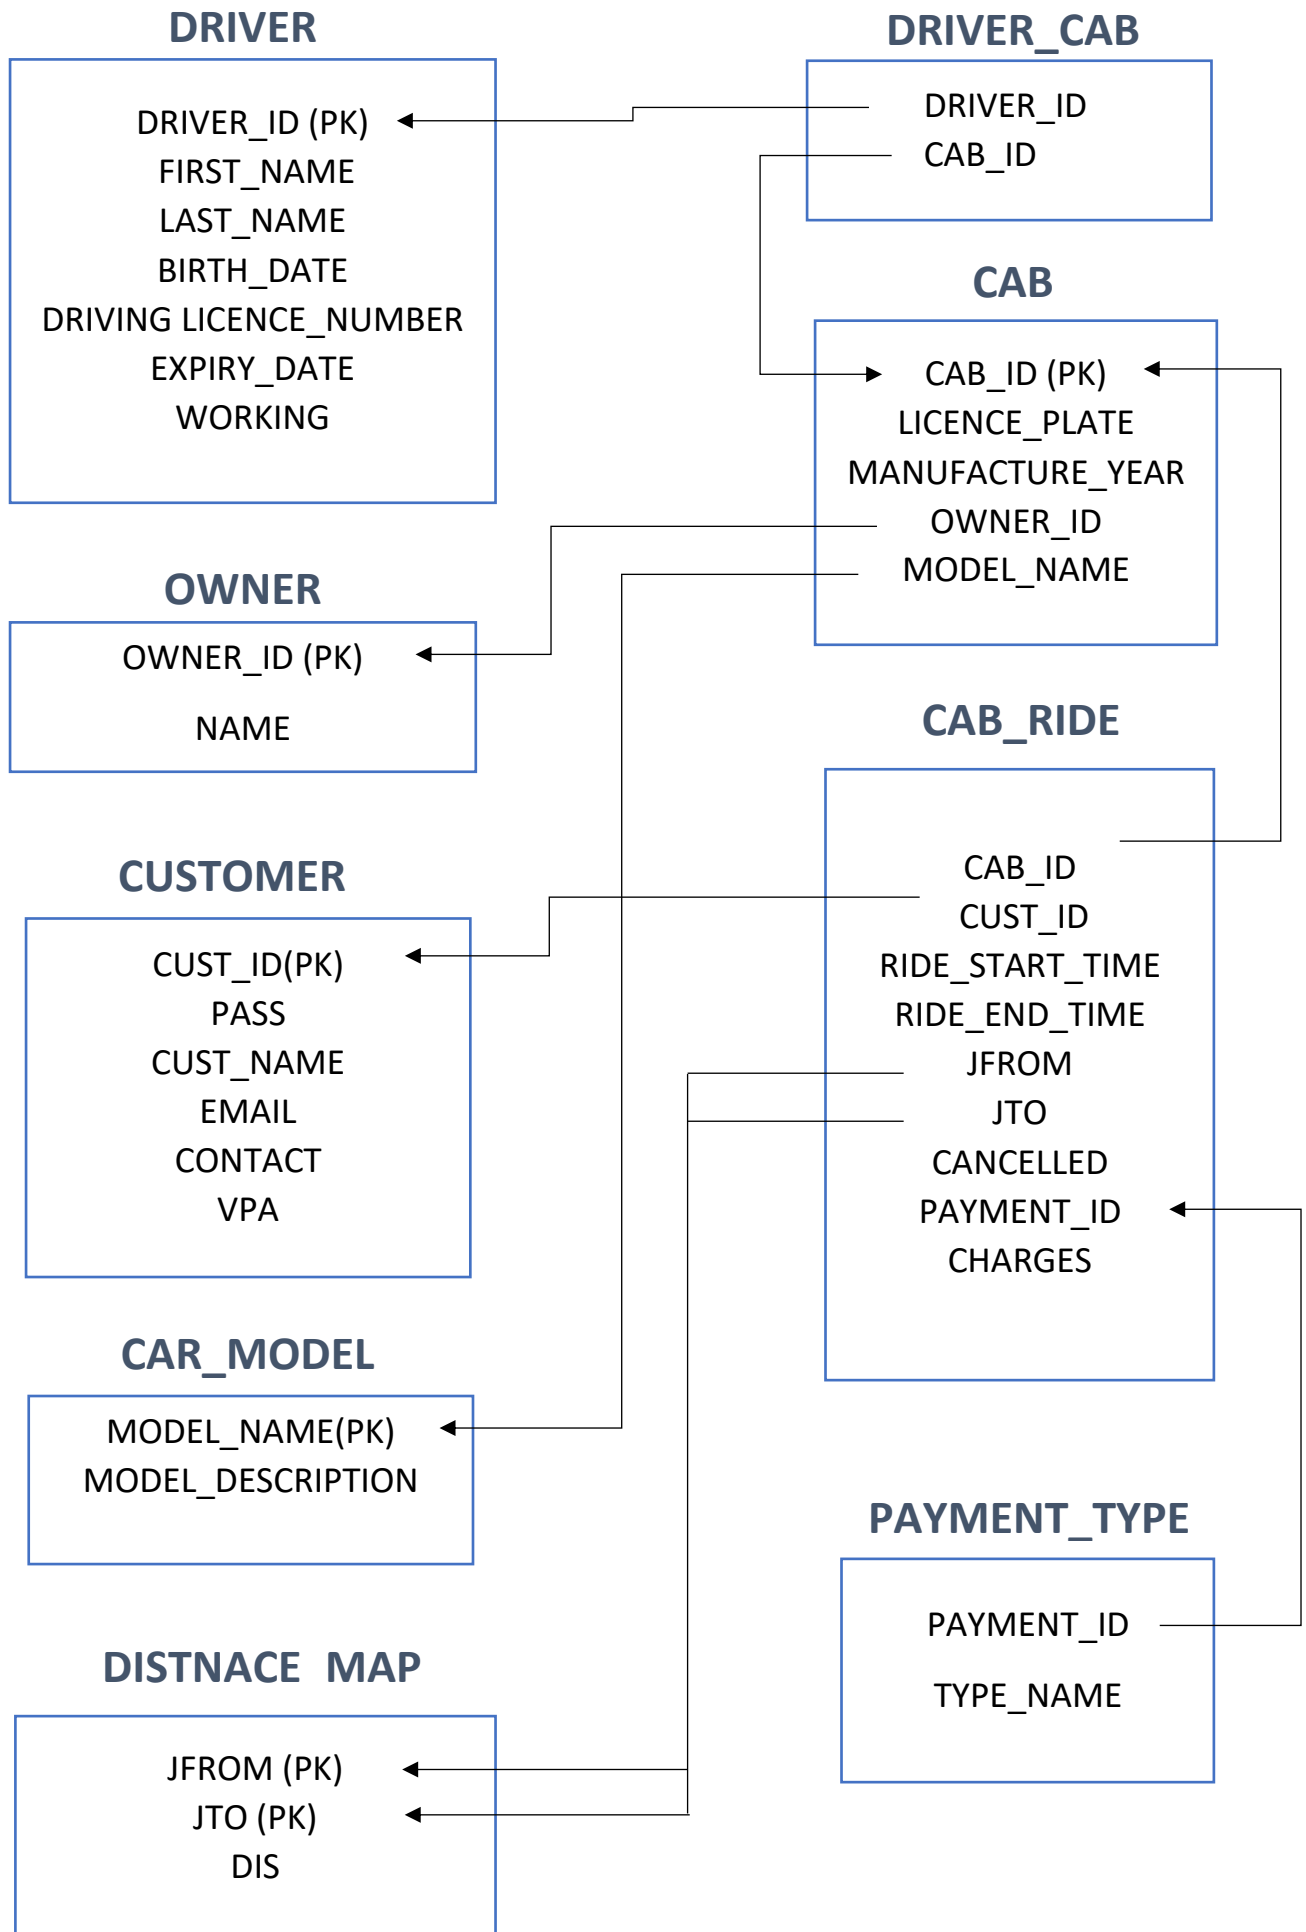 DRIVER
DRIVER_ID (PK)
FIRST_NAME
LAST_NAME
BIRTH_DATE
DRIVING LICENCE_NUMBER
EXPIRY_DATE
WORKING
OWNER
OWNER_ID (PK)
NAME
CUSTOMER
CUST_ID(PK)
PASS
CUST_NAME
EMAIL
CONTACT
VPA
CAR_MODEL
MODEL_NAME(PK)
MODEL_DESCRIPTION
DISTNACE_MAP
JFROM (PK)
JTO (PK)
DIS
DRIVER_CAB
DRIVER_ID
CAB_ID
CAB
CAB_ID (PK)
LICENCE_PLATE
MANUFACTURE_YEAR
OWNER_ID
MODEL_NAME
CAB_RIDE
CAB_ID
CUST_ID
RIDE_START_TIME
RIDE_END_TIME
JFROM
JTO
CANCELLED
PAYMENT_ID
CHARGES
PAYMENT_TYPE
PAYMENT_ID
TYPE_NAME